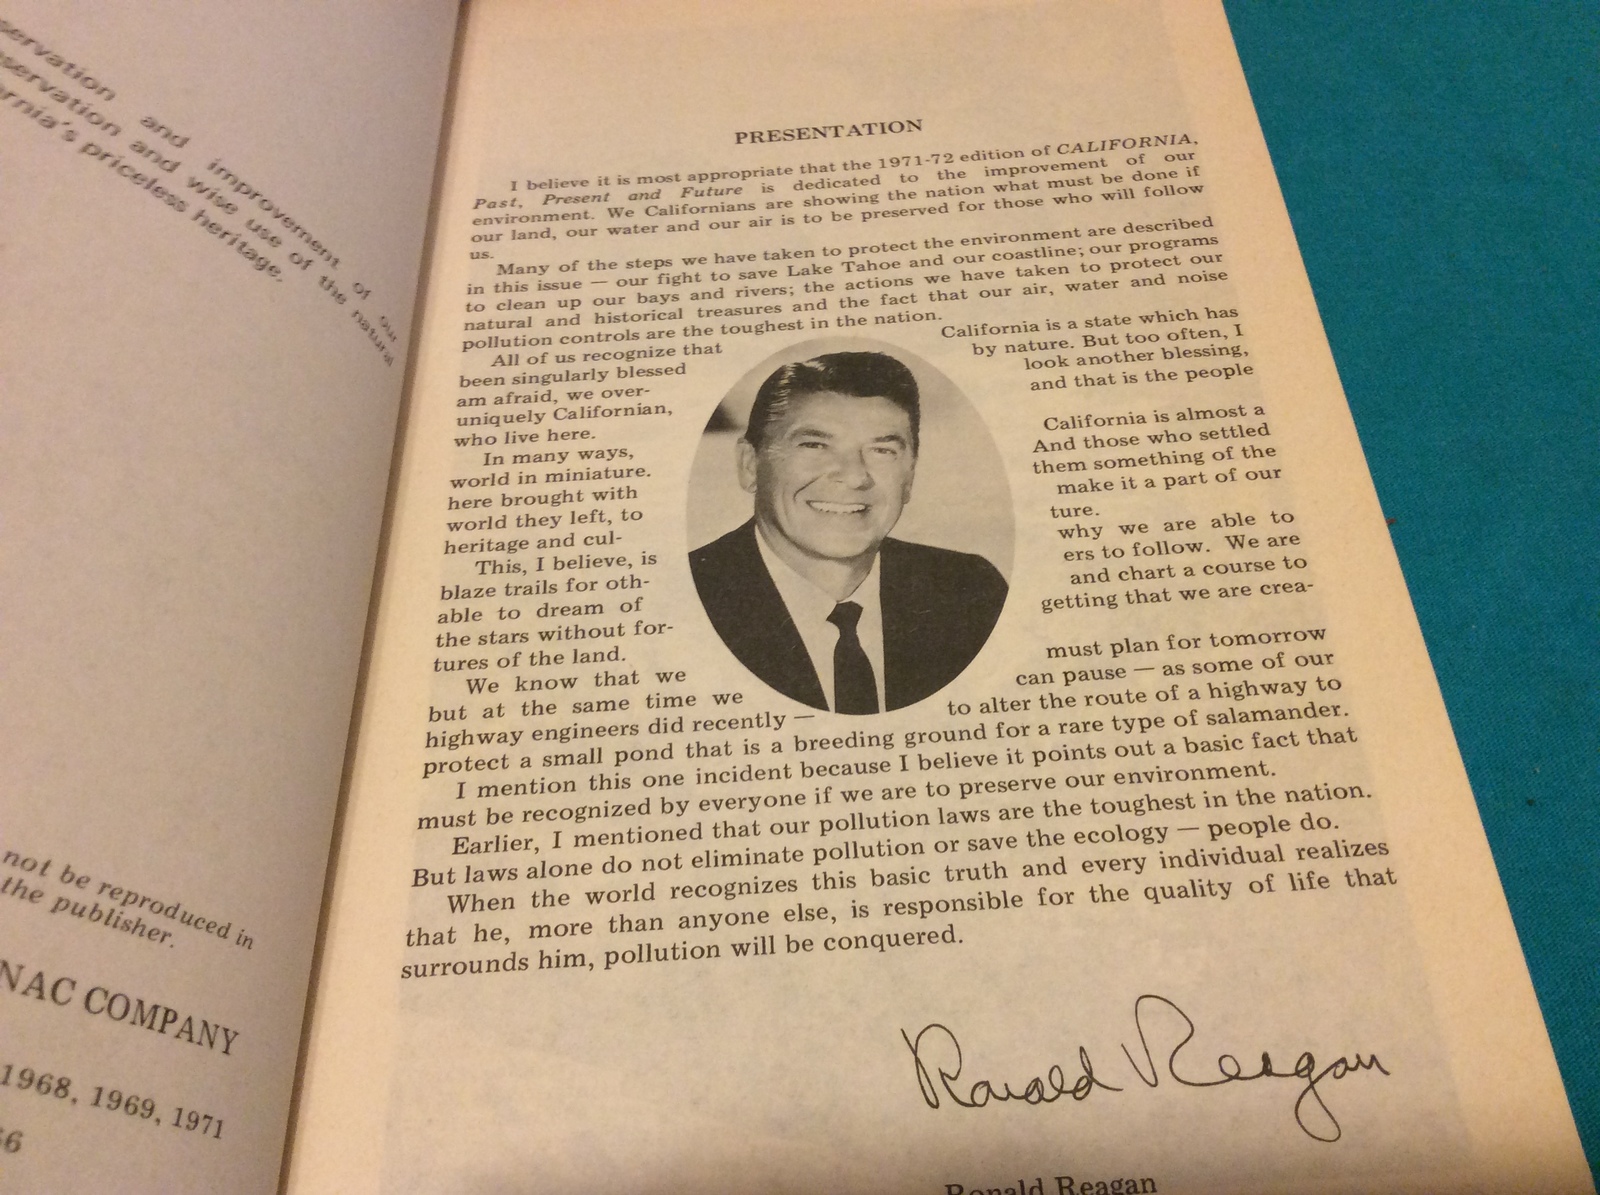 servation and improvement of our
servation and wise use of the natural
ornia's priceless heritage.
not be reproduced in
the publisher.
NAC COMPANY
1968, 1969, 1971
66
PRESENTATION
I believe it is most appropriate that the 1971-72 edition of CALIFORNIA,
Past, Present and Future is dedicated to the improvement of our
environment. We Californians are showing the nation what must be done if
our land, our water and our air is to be preserved for those who will follow
us.
Many of the steps we have taken to protect the environment are described
in this issue — our fight to save Lake Tahoe and our coastline; our programs
to clean up our bays and rivers; the actions we have taken to protect our
natural and historical treasures and the fact that our air, water and noise
pollution controls are the toughest in the nation.
All of us recognize that California is a state which has
been singularly blessed by nature. But too often, I
am afraid, we over- look another blessing,
uniquely Californian, and that is the people
who live here.
In many ways, California is almost a
world in miniature. And those who settled
here brought with them something of the
world they left, to make it a part of our
heritage and cul- ture.
This, I believe, is why we are able to
blaze trails for oth- ers to follow. We are
able to dream of and chart a course to
the stars without for- getting that we are crea-
tures of the land.
We know that we must plan for tomorrow
but at the same time we can pause — as some of our
highway engineers did recently — to alter the route of a highway to
protect a small pond that is a breeding ground for a rare type of salamander.
I mention this one incident because I believe it points out a basic fact that
must be recognized by everyone if we are to preserve our environment.
Earlier, I mentioned that our pollution laws are the toughest in the nation.
But laws alone do not eliminate pollution or save the ecology — people do.
When the world recognizes this basic truth and every individual realizes
that he, more than anyone else, is responsible for the quality of life that
surrounds him, pollution will be conquered.
Ronald Reagan
Ronald Reagan